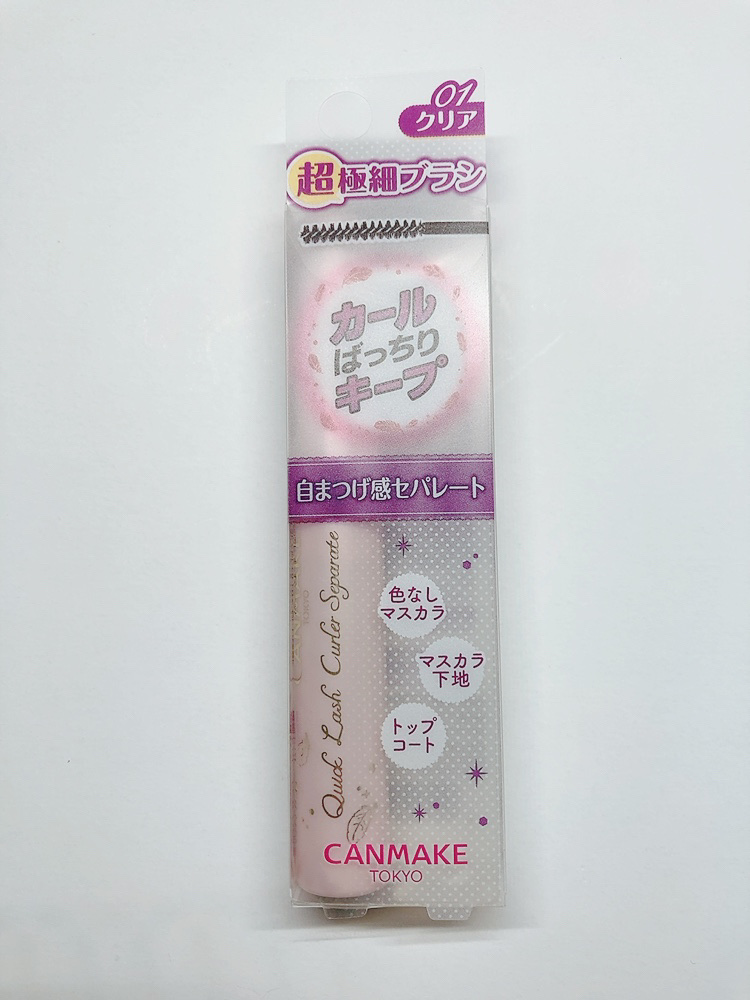 01
クリア
超極細ブラシ
カール
ばっちり
キープ
自まつげ感セパレート
Quick Lash Curler Separate
色なし
マスカラ
マスカラ
下地
トップ
コート
CANMAKE
TOKYO